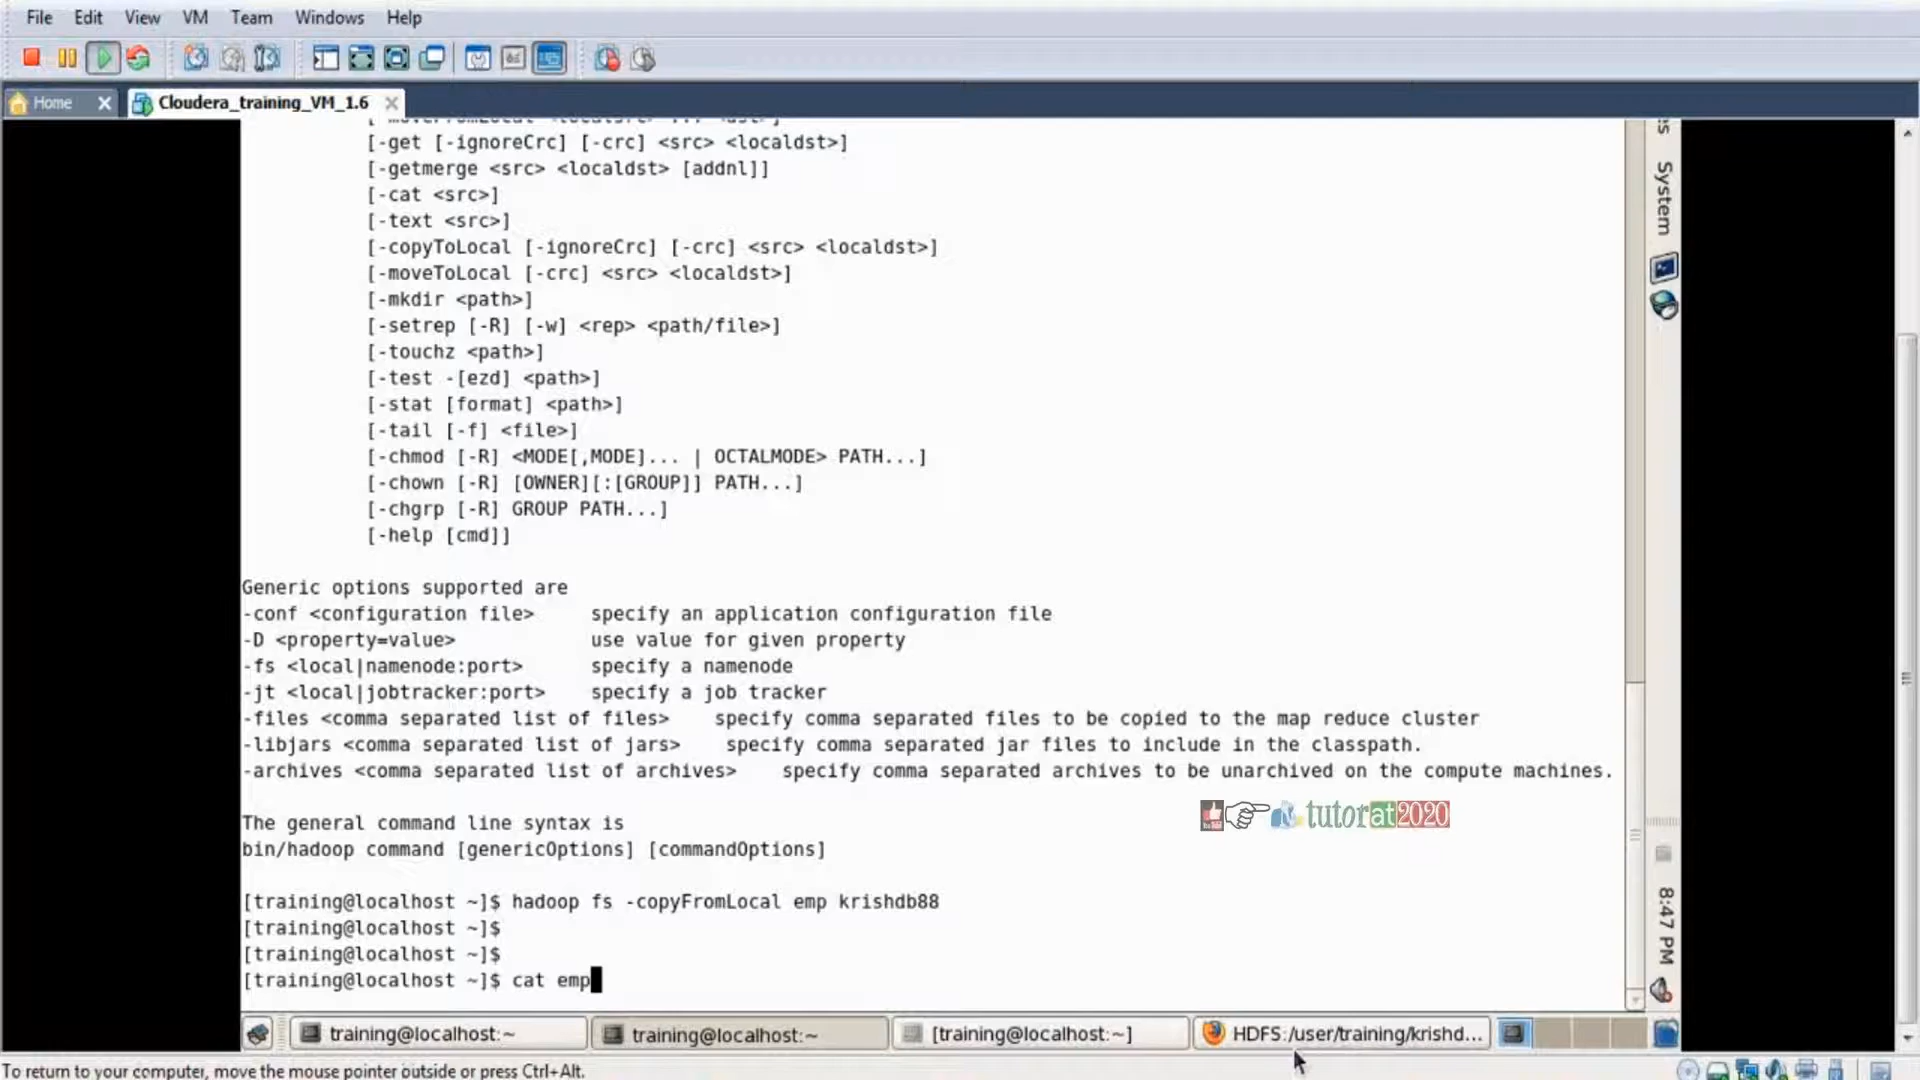 File Edit View VM Team Windows Help
Home
Cloudera_training_VM_1.6
[-moveFromLocal <localsrc> ... <dst>]
[-get [-ignoreCrc] [-crc] <src> <localdst>]
[-getmerge <src> <localdst> [addnl]]
[-cat <src>]
[-text <src>]
[-copyToLocal [-ignoreCrc] [-crc] <src> <localdst>]
[-moveToLocal [-crc] <src> <localdst>]
[-mkdir <path>]
[-setrep [-R] [-w] <rep> <path/file>]
[-touchz <path>]
[-test -[ezd] <path>]
[-stat [format] <path>]
[-tail [-f] <file>]
[-chmod [-R] <MODE[,MODE]... | OCTALMODE> PATH...]
[-chown [-R] [OWNER][:[GROUP]] PATH...]
[-chgrp [-R] GROUP PATH...]
[-help [cmd]]
Generic options supported are
-conf <configuration file>     specify an application configuration file
-D <property=value>            use value for given property
-fs <local|namenode:port>      specify a namenode
-jt <local|jobtracker:port>    specify a job tracker
-files <comma separated list of files>    specify comma separated files to be copied to the map reduce cluster
-libjars <comma separated list of jars>    specify comma separated jar files to include in the classpath.
-archives <comma separated list of archives>    specify comma separated archives to be unarchived on the compute machines.
The general command line syntax is
bin/hadoop command [genericOptions] [commandOptions]
[training@localhost ~]$ hadoop fs -copyFromLocal emp krishdb88
[training@localhost ~]$
[training@localhost ~]$
[training@localhost ~]$ cat emp
System
8:47 PM
tutorat2020
training@localhost:~
training@localhost:~
[training@localhost:~]
HDFS:/user/training/krishd...
To return to your computer, move the mouse pointer outside or press Ctrl+Alt.